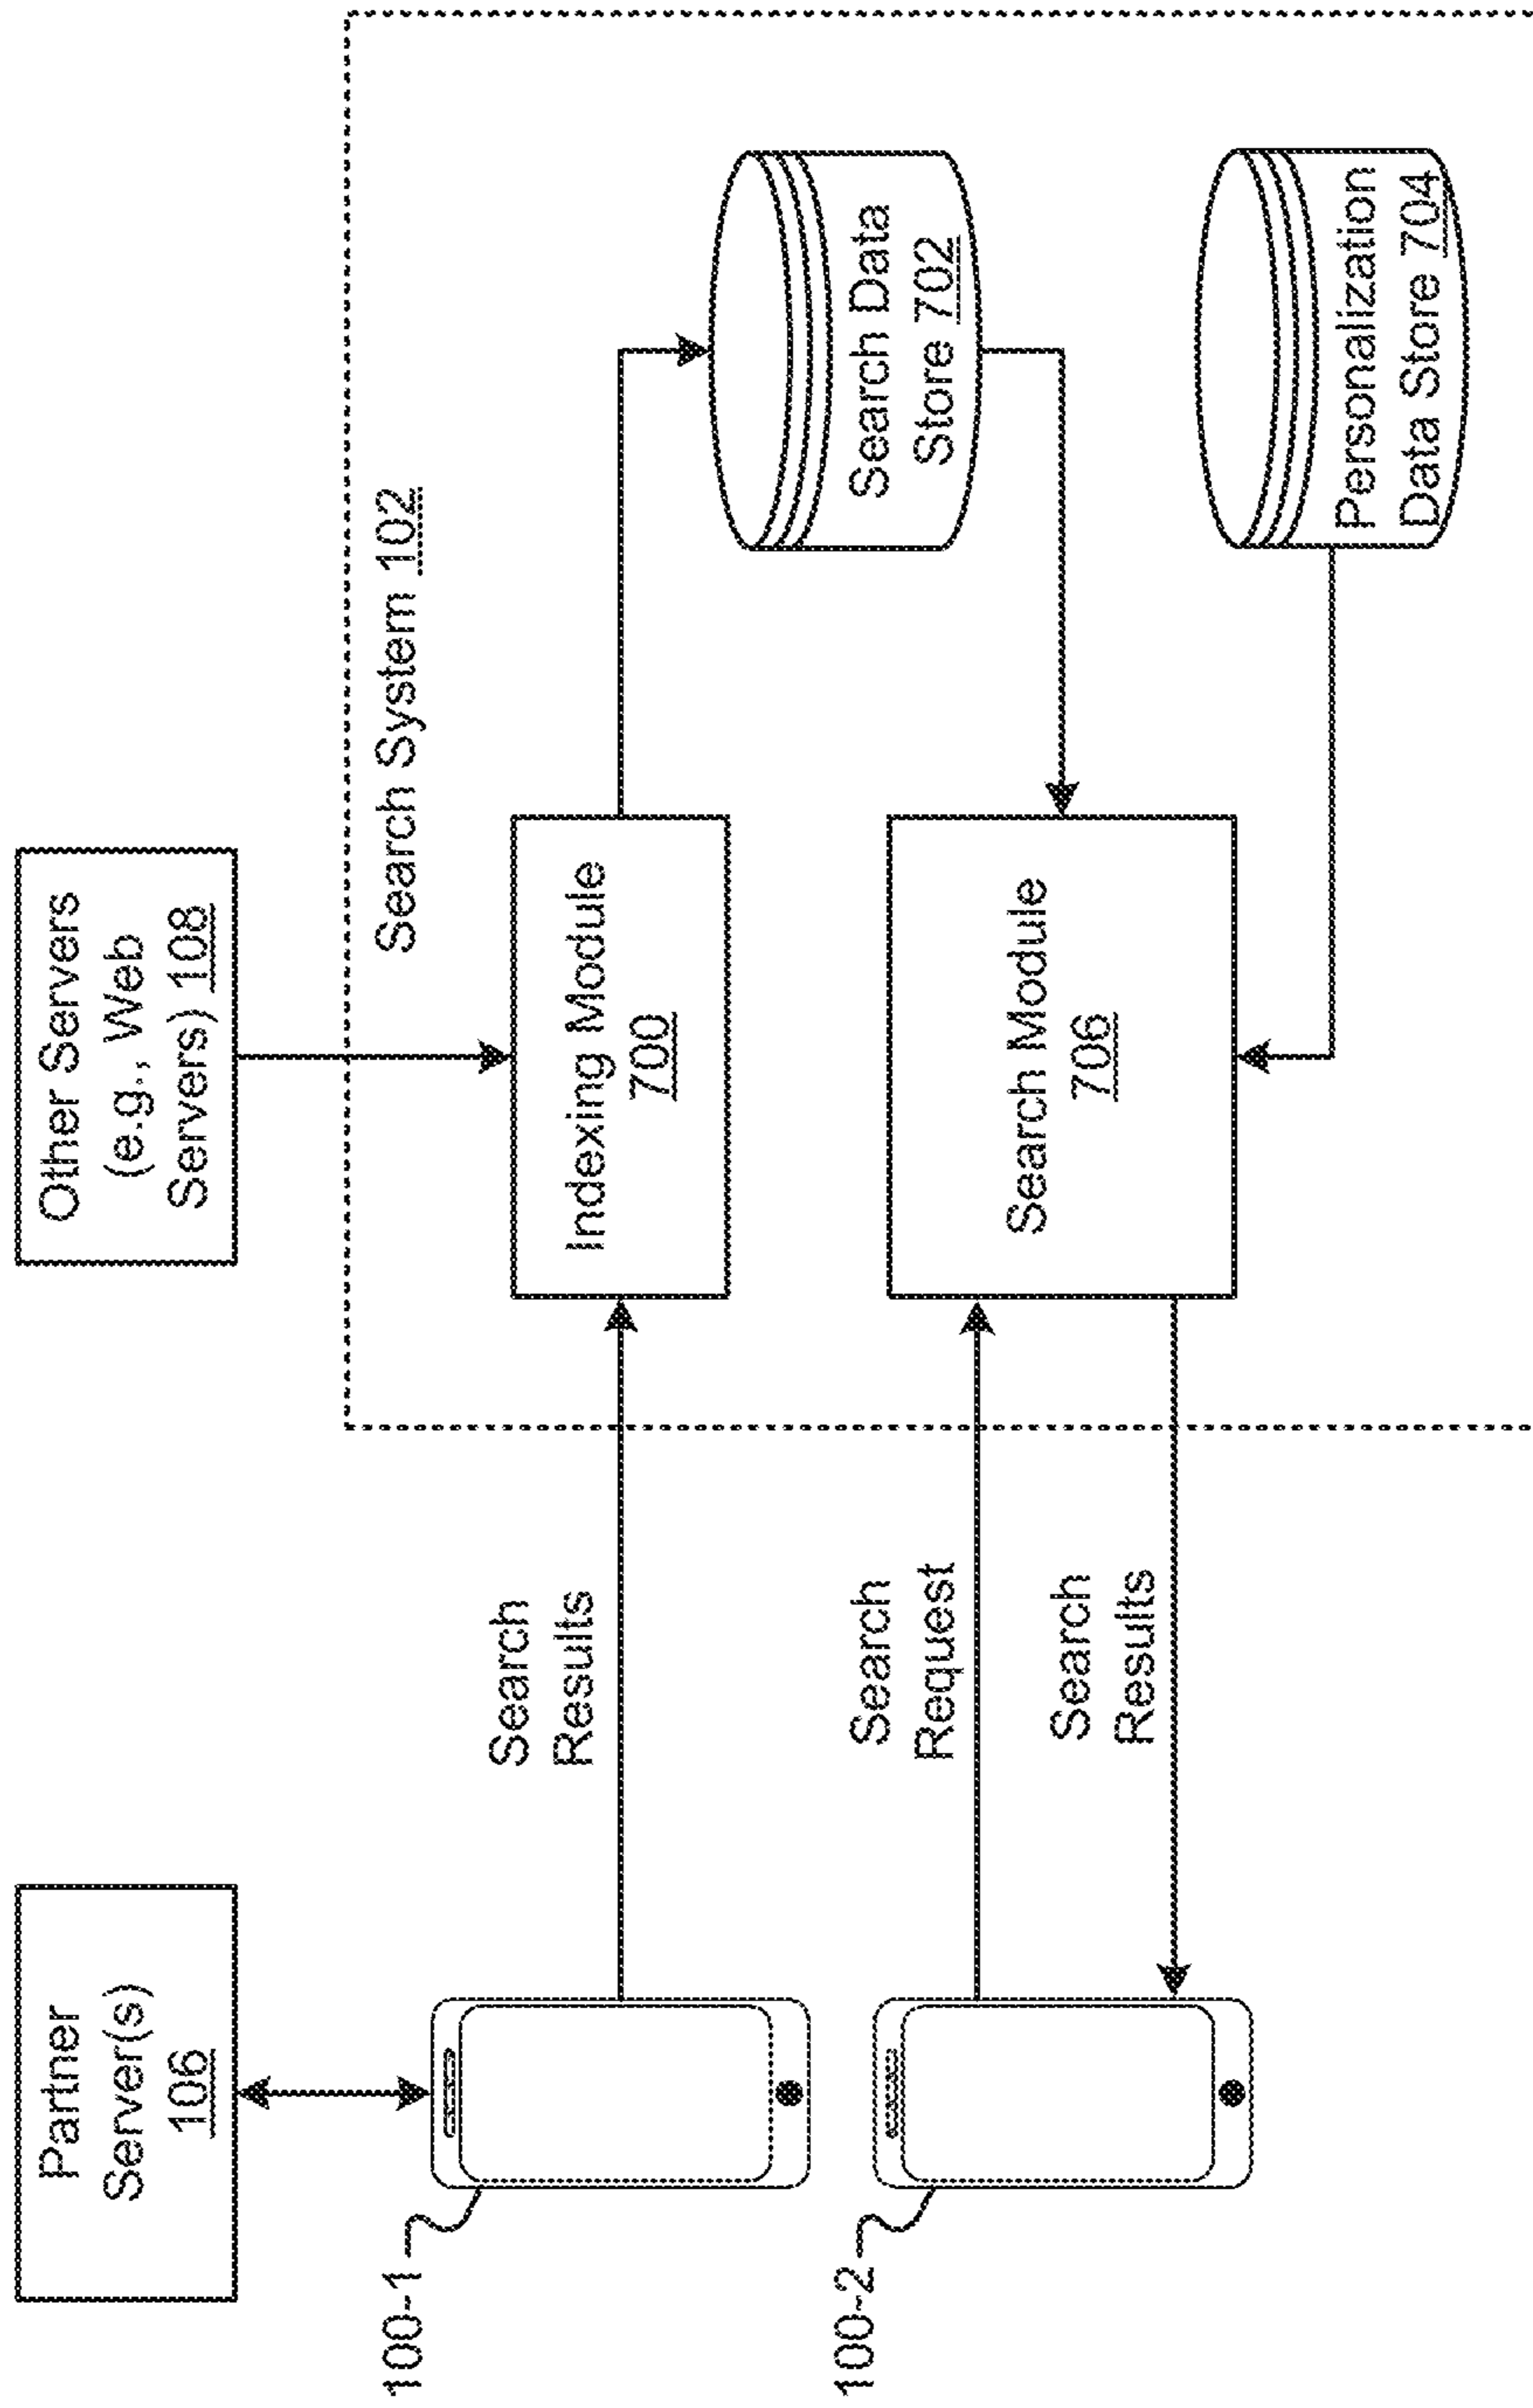 Partner
Server(s)
106
Other Servers
(e.g., Web
Servers) 108
Search System 102
100-1
Search
Results
Indexing Module
700
Search Data
Store 702
100-2
Search
Request
Search
Results
Search Module
706
Personalization
Data Store 704